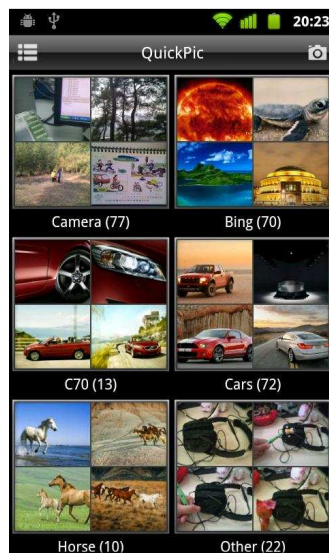 20:23
QuickPic
Camera (77)
Bing (70)
C70 (13)
Cars (72)
Horse (10)
Other (22)